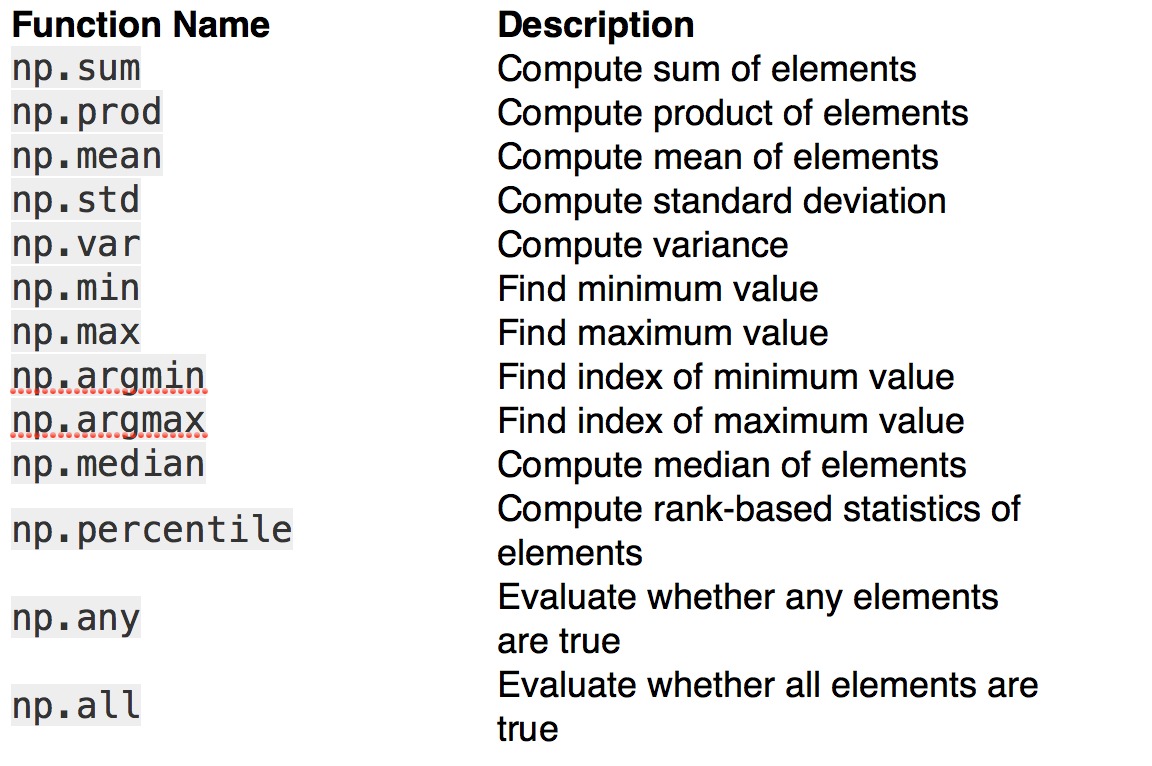 Function Name Description
np.sum Compute sum of elements
np.prod Compute product of elements
np.mean Compute mean of elements
np.std Compute standard deviation
np.var Compute variance
np.min Find minimum value
np.max Find maximum value
np.argmin Find index of minimum value
np.argmax Find index of maximum value
np.median Compute median of elements
np.percentile Compute rank-based statistics of
elements
np.any Evaluate whether any elements
are true
np.all Evaluate whether all elements are
true